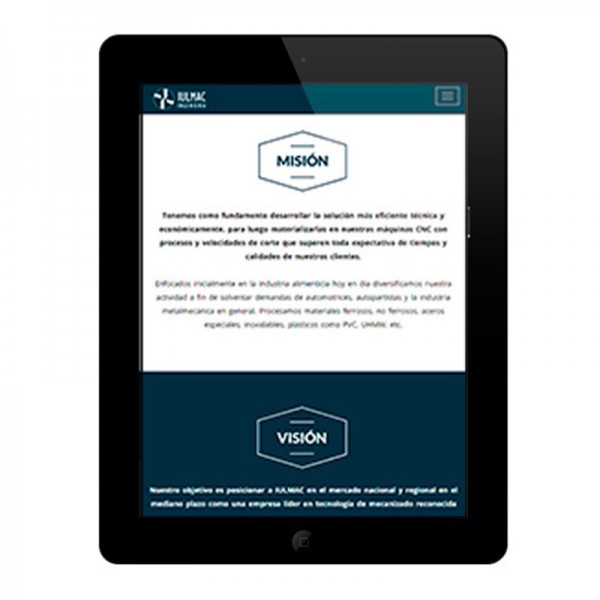 IULMAC
INGENIERÍA
MISIÓN
Tenemos como fundamento desarrollar la solución más eficiente técnica y
económicamente, para luego materializarlas en nuestras máquinas CNC con
procesos y velocidades de corte que superen toda expectativa de tiempos y
calidades de nuestros clientes.
Enfocados inicialmente en la industria alimenticia hoy en día diversificamos nuestra
actividad a fin de solventar demandas de automotrices, autopartistas y la industria
metalmecánica en general. Procesamos materiales ferrosos, no ferrosos, aceros
especiales, inoxidables, plásticos como PVC, UHMW, etc.
VISIÓN
Nuestro objetivo es posicionar a IULMAC en el mercado nacional y regional en el
mediano plazo como una empresa líder en tecnología de mecanizado reconocida